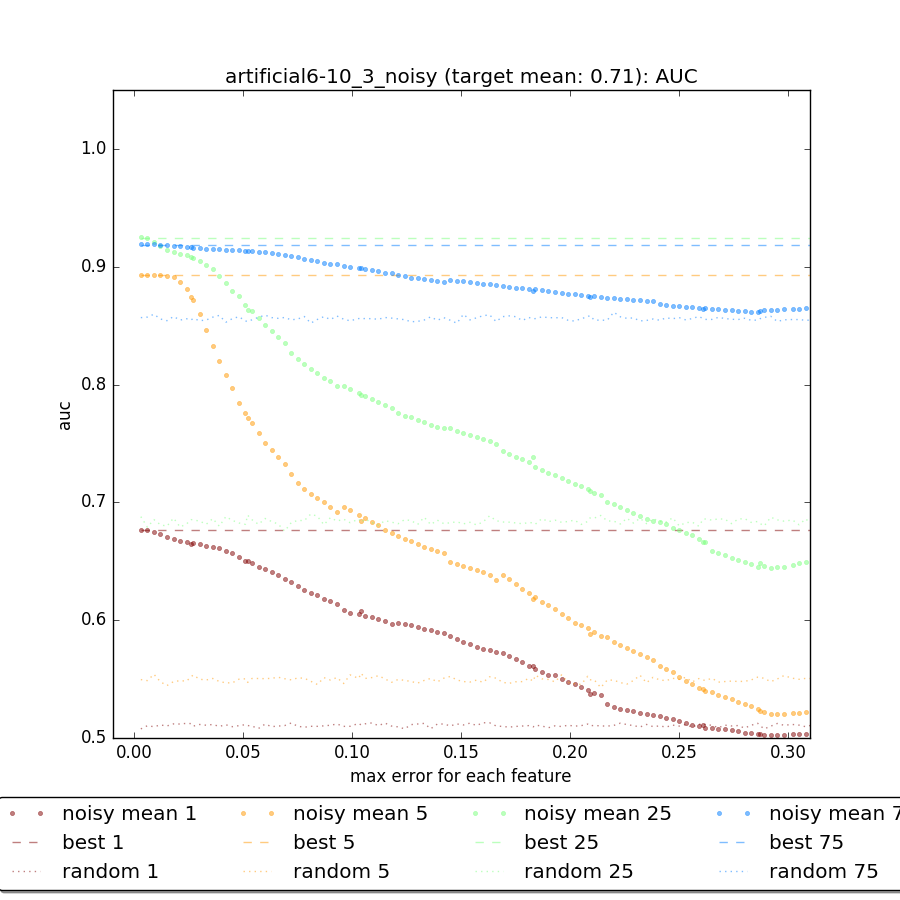 artificial6-10_3_noisy (target mean: 0.71): AUC
1.0
0.9
0.8
0.7
0.6
0.5
auc
0.00 0.05 0.10 0.15 0.20 0.25 0.30
max error for each feature
noisy mean 1 noisy mean 5 noisy mean 25 noisy mean 7
best 1 best 5 best 25 best 75
random 1 random 5 random 25 random 75